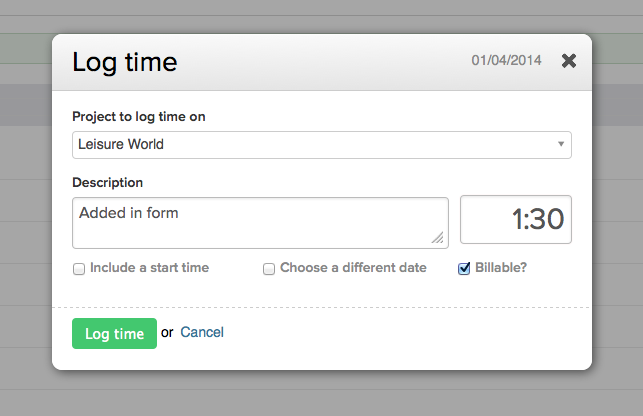 Log time 01/04/2014
Project to log time on
Leisure World
Description
Added in form 1:30
Include a start time Choose a different date Billable?
Log time or Cancel